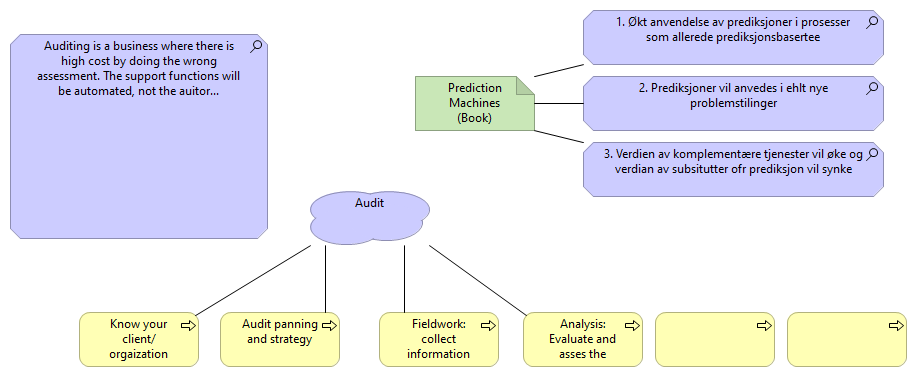 Auditing is a business where there is
high cost by doing the wrong
assessment. The support functions will
be automated, not the auitor...
Prediction
Machines
(Book)
1. Økt anvendelse av prediksjoner i prosesser
som allerede prediksjonsbasertee
2. Prediksjoner vil anvedes i ehlt nye
problemstilinger
3. Verdien av komplementære tjenester vil øke og
verdian av subsitutter ofr prediksjon vil synke
Audit
Know your
client/
orgaization
Audit panning
and strategy
Fieldwork:
collect
information
Analysis:
Evaluate and
asses the